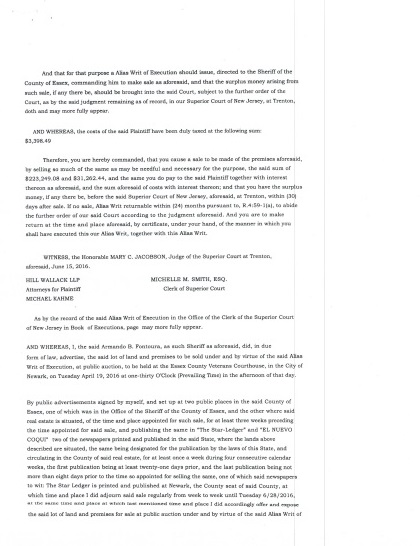 And that for that purpose a Alias Writ of Execution should issue, directed to the Sheriff of the
County of Essex, commanding him to make sale as aforesaid, and that the surplus money arising from
such sale, if any there be, should be brought into the said Court, subject to the further order of the
Court, as by the said judgment remaining as of record, in our Superior Court of New Jersey, at Trenton,
doth and may more fully appear.
AND WHEREAS, the costs of the said Plaintiff have been duly taxed at the following sum:
$3,398.49
Therefore, you are hereby commanded, that you cause a sale to be made of the premises aforesaid,
by selling so much of the same as may be needful and necessary for the purpose, the said sum of
$223,249.08 and $31,262.44, and the same you do pay to the said Plaintiff together with interest
thereon as aforesaid, and the sum aforesaid of costs with interest thereon; and that you have the surplus
money, if any there be, before the said Superior Court of New Jersey, aforesaid, at Trenton, within (30)
days after sale. If no sale, Alias Writ returnable within (24) months pursuant to, R.4:59-1(a), to abide
the further order of our said Court according to the judgment aforesaid. And you are to make
return at the time and place aforesaid, by certificate, under your hand, of the manner in which you
shall have executed this our Alias Writ, together with this Alias Writ.
WITNESS, the Honorable MARY C. JACOBSON, Judge of the Superior Court at Trenton,
aforesaid, June 15, 2016.
HILL WALLACK LLP MICHELLE M. SMITH, ESQ.
Attorneys for Plaintiff Clerk of Superior Court
MICHAEL KAHME
As by the record of the said Alias Writ of Execution in the Office of the Clerk of the Superior Court
of New Jersey in Book of Executions, page may more fully appear.
AND WHEREAS, I, the said Armando B. Fontoura, as such Sheriff as aforesaid, did, in due
form of law, advertise, the said lot of land and premises to be sold under and by virtue of the said Alias
Writ of Execution, at public auction, to be held at the Essex County Veterans Courthouse, in the City of
Newark, on Tuesday April 19, 2016 at one-thirty O'Clock (Prevailing Time) in the afternoon of that day.
By public advertisements signed by myself, and set up at two public places in the said County of
Essex, one of which was in the Office of the Sheriff of the County of Essex, and the other where said
real estate is situated, of the time and place appointed for such sale, for at least three weeks preceding
the time appointed for said sale, and publishing the same in "The Star-Ledger" and "EL NUEVO
COQUI" two of the newspapers printed and published in the said State, where the lands above
described are situated, the same being designated for the publication by the laws of this State, and
circulating in the County of said real estate, for at least once a week during four consecutive calendar
weeks, the first publication being at least twenty-one days prior, and the last publication being not
more than eight days prior to the time so appointed for selling the same, one of which said newspapers
to wit: The Star Ledger is printed and published at Newark, the County seat of said County, at
which time and place I did adjourn said sale regularly from week to week until Tuesday 6/28/2016,
at the same time and place at which last mentioned time and place I did accordingly offer and expose
the said lot of land and premises for sale at public auction under and by virtue of the said Alias Writ of